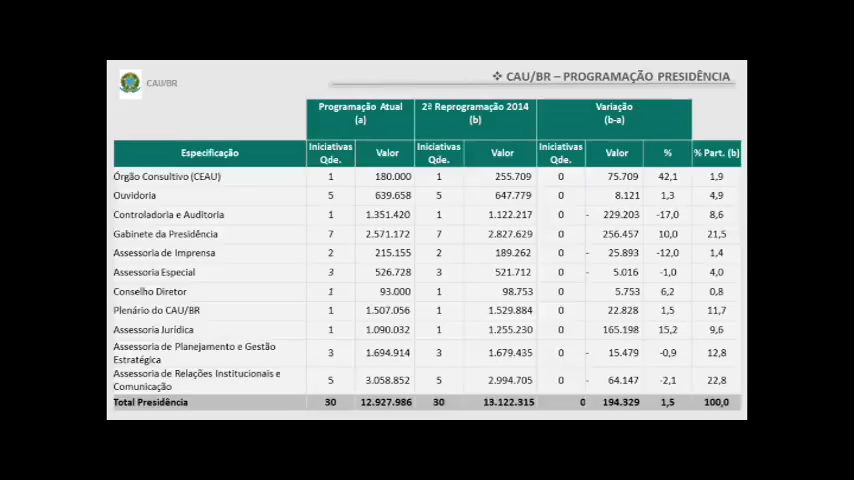 CAU/BR
❖ CAU/BR – PROGRAMAÇÃO PRESIDÊNCIA
Programação Atual (a) 2ª Reprogramação 2014 (b) Variação (b-a)
Especificação Iniciativas Qde. Valor Iniciativas Qde. Valor Iniciativas Qde. Valor % % Part. (b)
Órgão Consultivo (CEAU) 1 180.000 1 255.709 0 75.709 42,1 1,9
Ouvidoria 5 639.658 5 647.779 0 8.121 1,3 4,9
Controladoria e Auditoria 1 1.351.420 1 1.122.217 0 - 229.203 -17,0 8,6
Gabinete da Presidência 7 2.571.172 7 2.827.629 0 256.457 10,0 21,5
Assessoria de Imprensa 2 215.155 2 189.262 0 - 25.893 -12,0 1,4
Assessoria Especial 3 526.728 3 521.712 0 - 5.016 -1,0 4,0
Conselho Diretor 1 93.000 1 98.753 0 5.753 6,2 0,8
Plenário do CAU/BR 1 1.507.056 1 1.529.884 0 22.828 1,5 11,7
Assessoria Jurídica 1 1.090.032 1 1.255.230 0 165.198 15,2 9,6
Assessoria de Planejamento e Gestão
Estratégica 3 1.694.914 3 1.679.435 0 - 15.479 -0,9 12,8
Assessoria de Relações Institucionais e
Comunicação 5 3.058.852 5 2.994.705 0 - 64.147 -2,1 22,8
Total Presidência 30 12.927.986 30 13.122.315 0 194.329 1,5 100,0